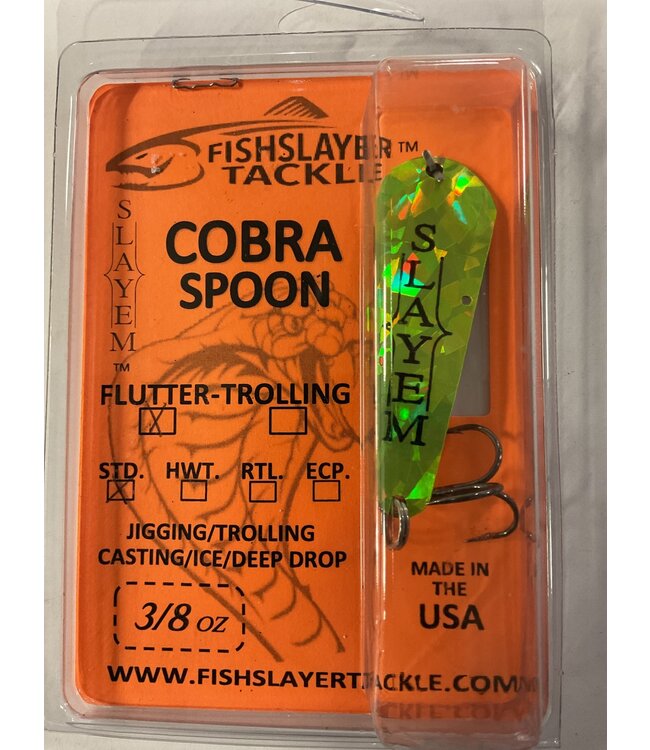 FISHSLAYER™
TACKLE
SLAYEM™
COBRA
SPOON
SLAYEM
FLUTTER-TROLLING
STD. HWT. RTL. ECP.
JIGGING/TROLLING
CASTING/ICE/DEEP DROP
3/8 OZ
MADE IN
THE
USA
WWW.FISHSLAYERTACKLE.COM